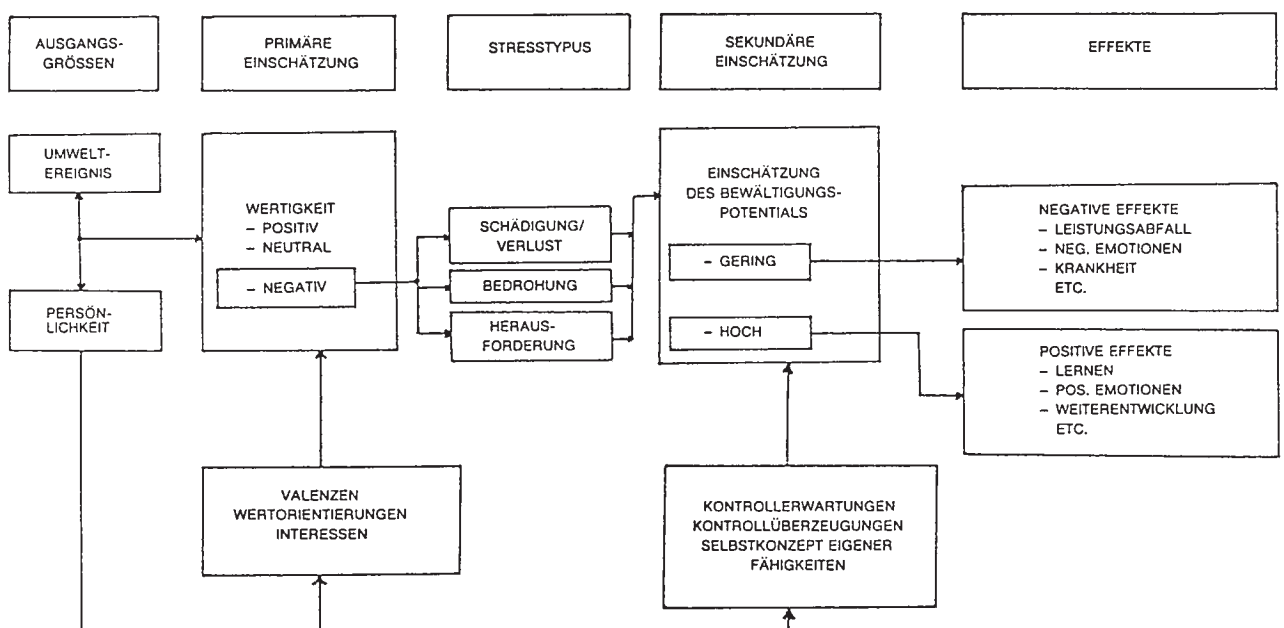 AUSGANGS-
GRÖSSEN
PRIMÄRE
EINSCHÄTZUNG
STRESSTYPUS
SEKUNDÄRE
EINSCHÄTZUNG
EFFEKTE
UMWELT-
EREIGNIS
PERSÖN-
LICHKEIT
WERTIGKEIT
– POSITIV
– NEUTRAL
– NEGATIV
SCHÄDIGUNG/
VERLUST
BEDROHUNG
HERAUS-
FORDERUNG
EINSCHÄTZUNG
DES BEWÄLTIGUNGS-
POTENTIALS
– GERING
– HOCH
NEGATIVE EFFEKTE
– LEISTUNGSABFALL
– NEG. EMOTIONEN
– KRANKHEIT
ETC.
POSITIVE EFFEKTE
– LERNEN
– POS. EMOTIONEN
– WEITERENTWICKLUNG
ETC.
VALENZEN
WERTORIENTIERUNGEN
INTERESSEN
KONTROLLERWARTUNGEN
KONTROLLÜBERZEUGUNGEN
SELBSTKONZEPT EIGENER
FÄHIGKEITEN